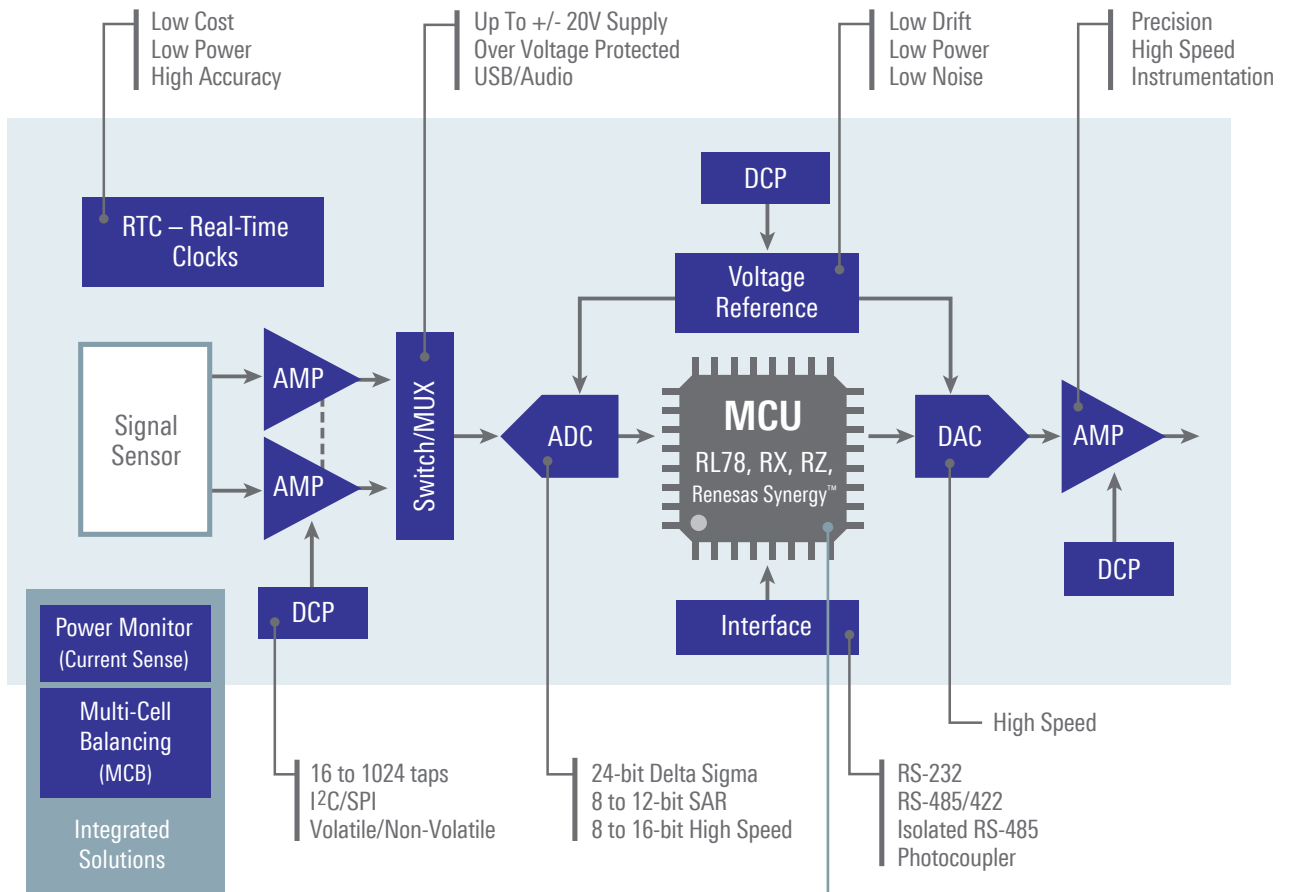 Low Cost
Low Power
High Accuracy
Up To +/- 20V Supply
Over Voltage Protected
USB/Audio
Low Drift
Low Power
Low Noise
Precision
High Speed
Instrumentation
RTC – Real-Time
Clocks
DCP
Voltage
Reference
Signal
Sensor
AMP
AMP
Switch/MUX
ADC
MCU
RL78, RX, RZ,
Renesas Synergy™
DAC
AMP
DCP
DCP
Interface
Power Monitor
(Current Sense)
Multi-Cell
Balancing
(MCB)
Integrated
Solutions
16 to 1024 taps
I²C/SPI
Volatile/Non-Volatile
24-bit Delta Sigma
8 to 12-bit SAR
8 to 16-bit High Speed
High Speed
RS-232
RS-485/422
Isolated RS-485
Photocoupler